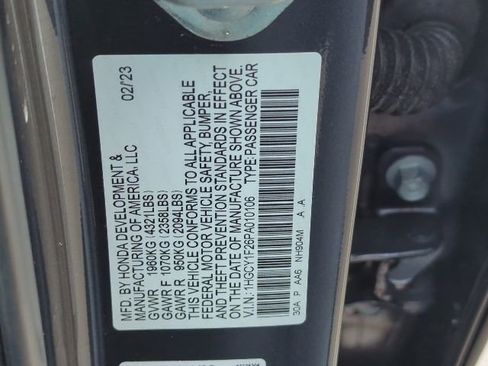 MFD. BY HONDA DEVELOPMENT & 02/23
MANUFACTURING OF AMERICA, LLC
GVWR 1960KG(4321LBS)
GAWR F 1070KG(2358LBS)
GAWR R 950KG(2094LBS)
THIS VEHICLE CONFORMS TO ALL APPLICABLE
FEDERAL MOTOR VEHICLE SAFETY, BUMPER,
AND THEFT PREVENTION STANDARDS IN EFFECT
ON THE DATE OF MANUFACTURE SHOWN ABOVE.
V.I.N.: 1HGCY1F26PA010106 TYPE:PASSENGER CAR
30A P AA6 NH904M A A